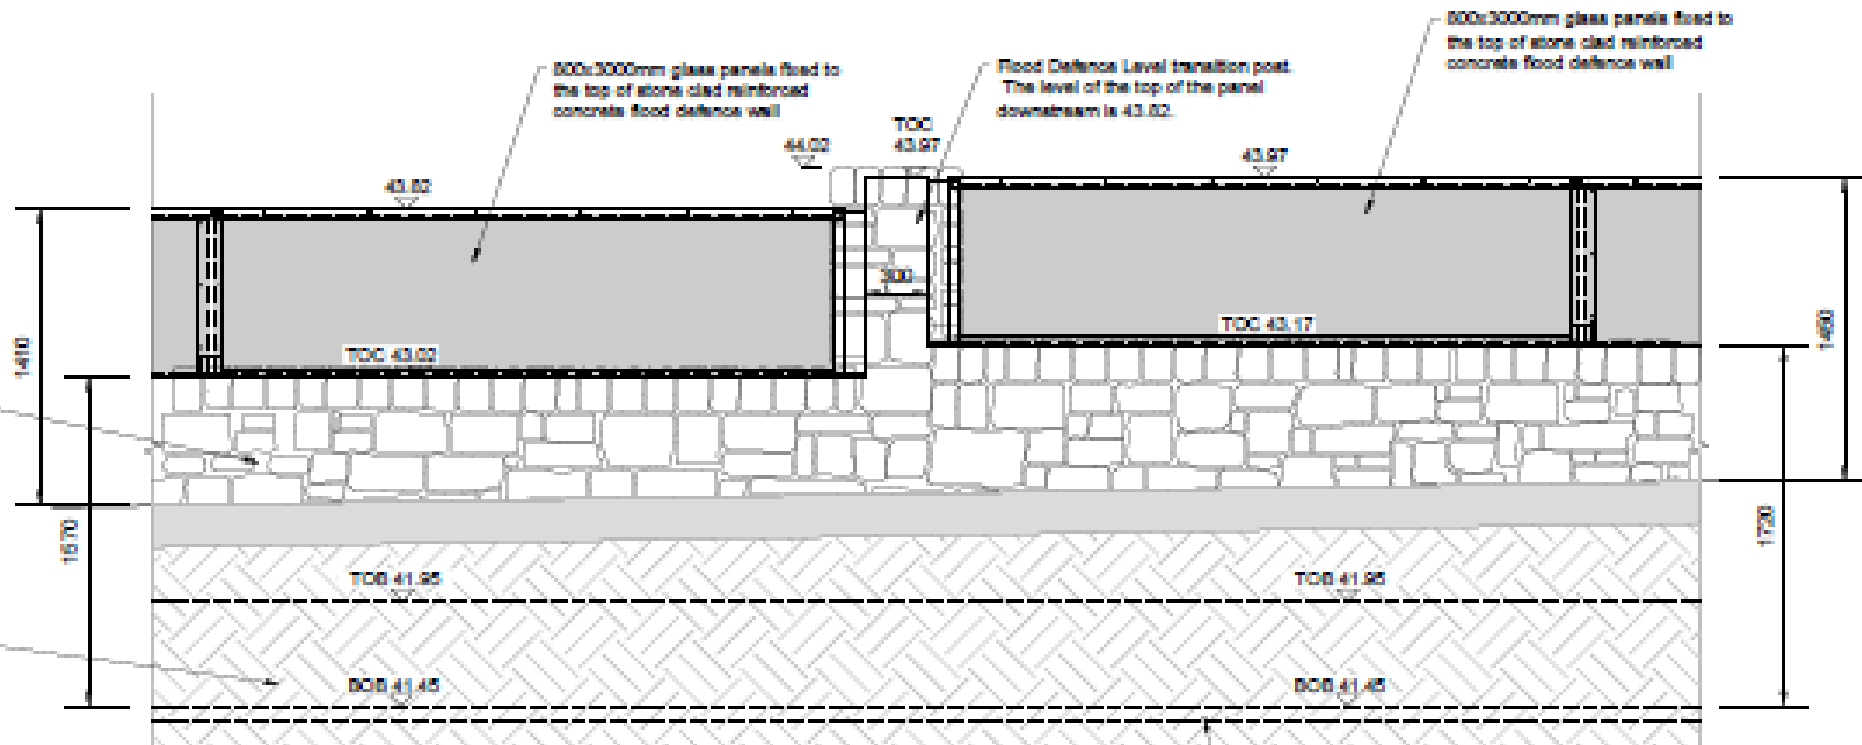 800x3000mm glass panels fixed to
the top of stone clad reinforced
concrete flood defence wall
800x3000mm glass panels fixed to
the top of stone clad reinforced
concrete flood defence wall
Flood Defence Level transition post.
The level of the top of the panel
downstream is 43.82.
TOC
43.97
44.02
43.97
43.82
300
TOC 43.17
TOC 43.02
1410
1460
1570
1720
TOB 41.95
TOB 41.95
BOB 41.45
BOB 41.45